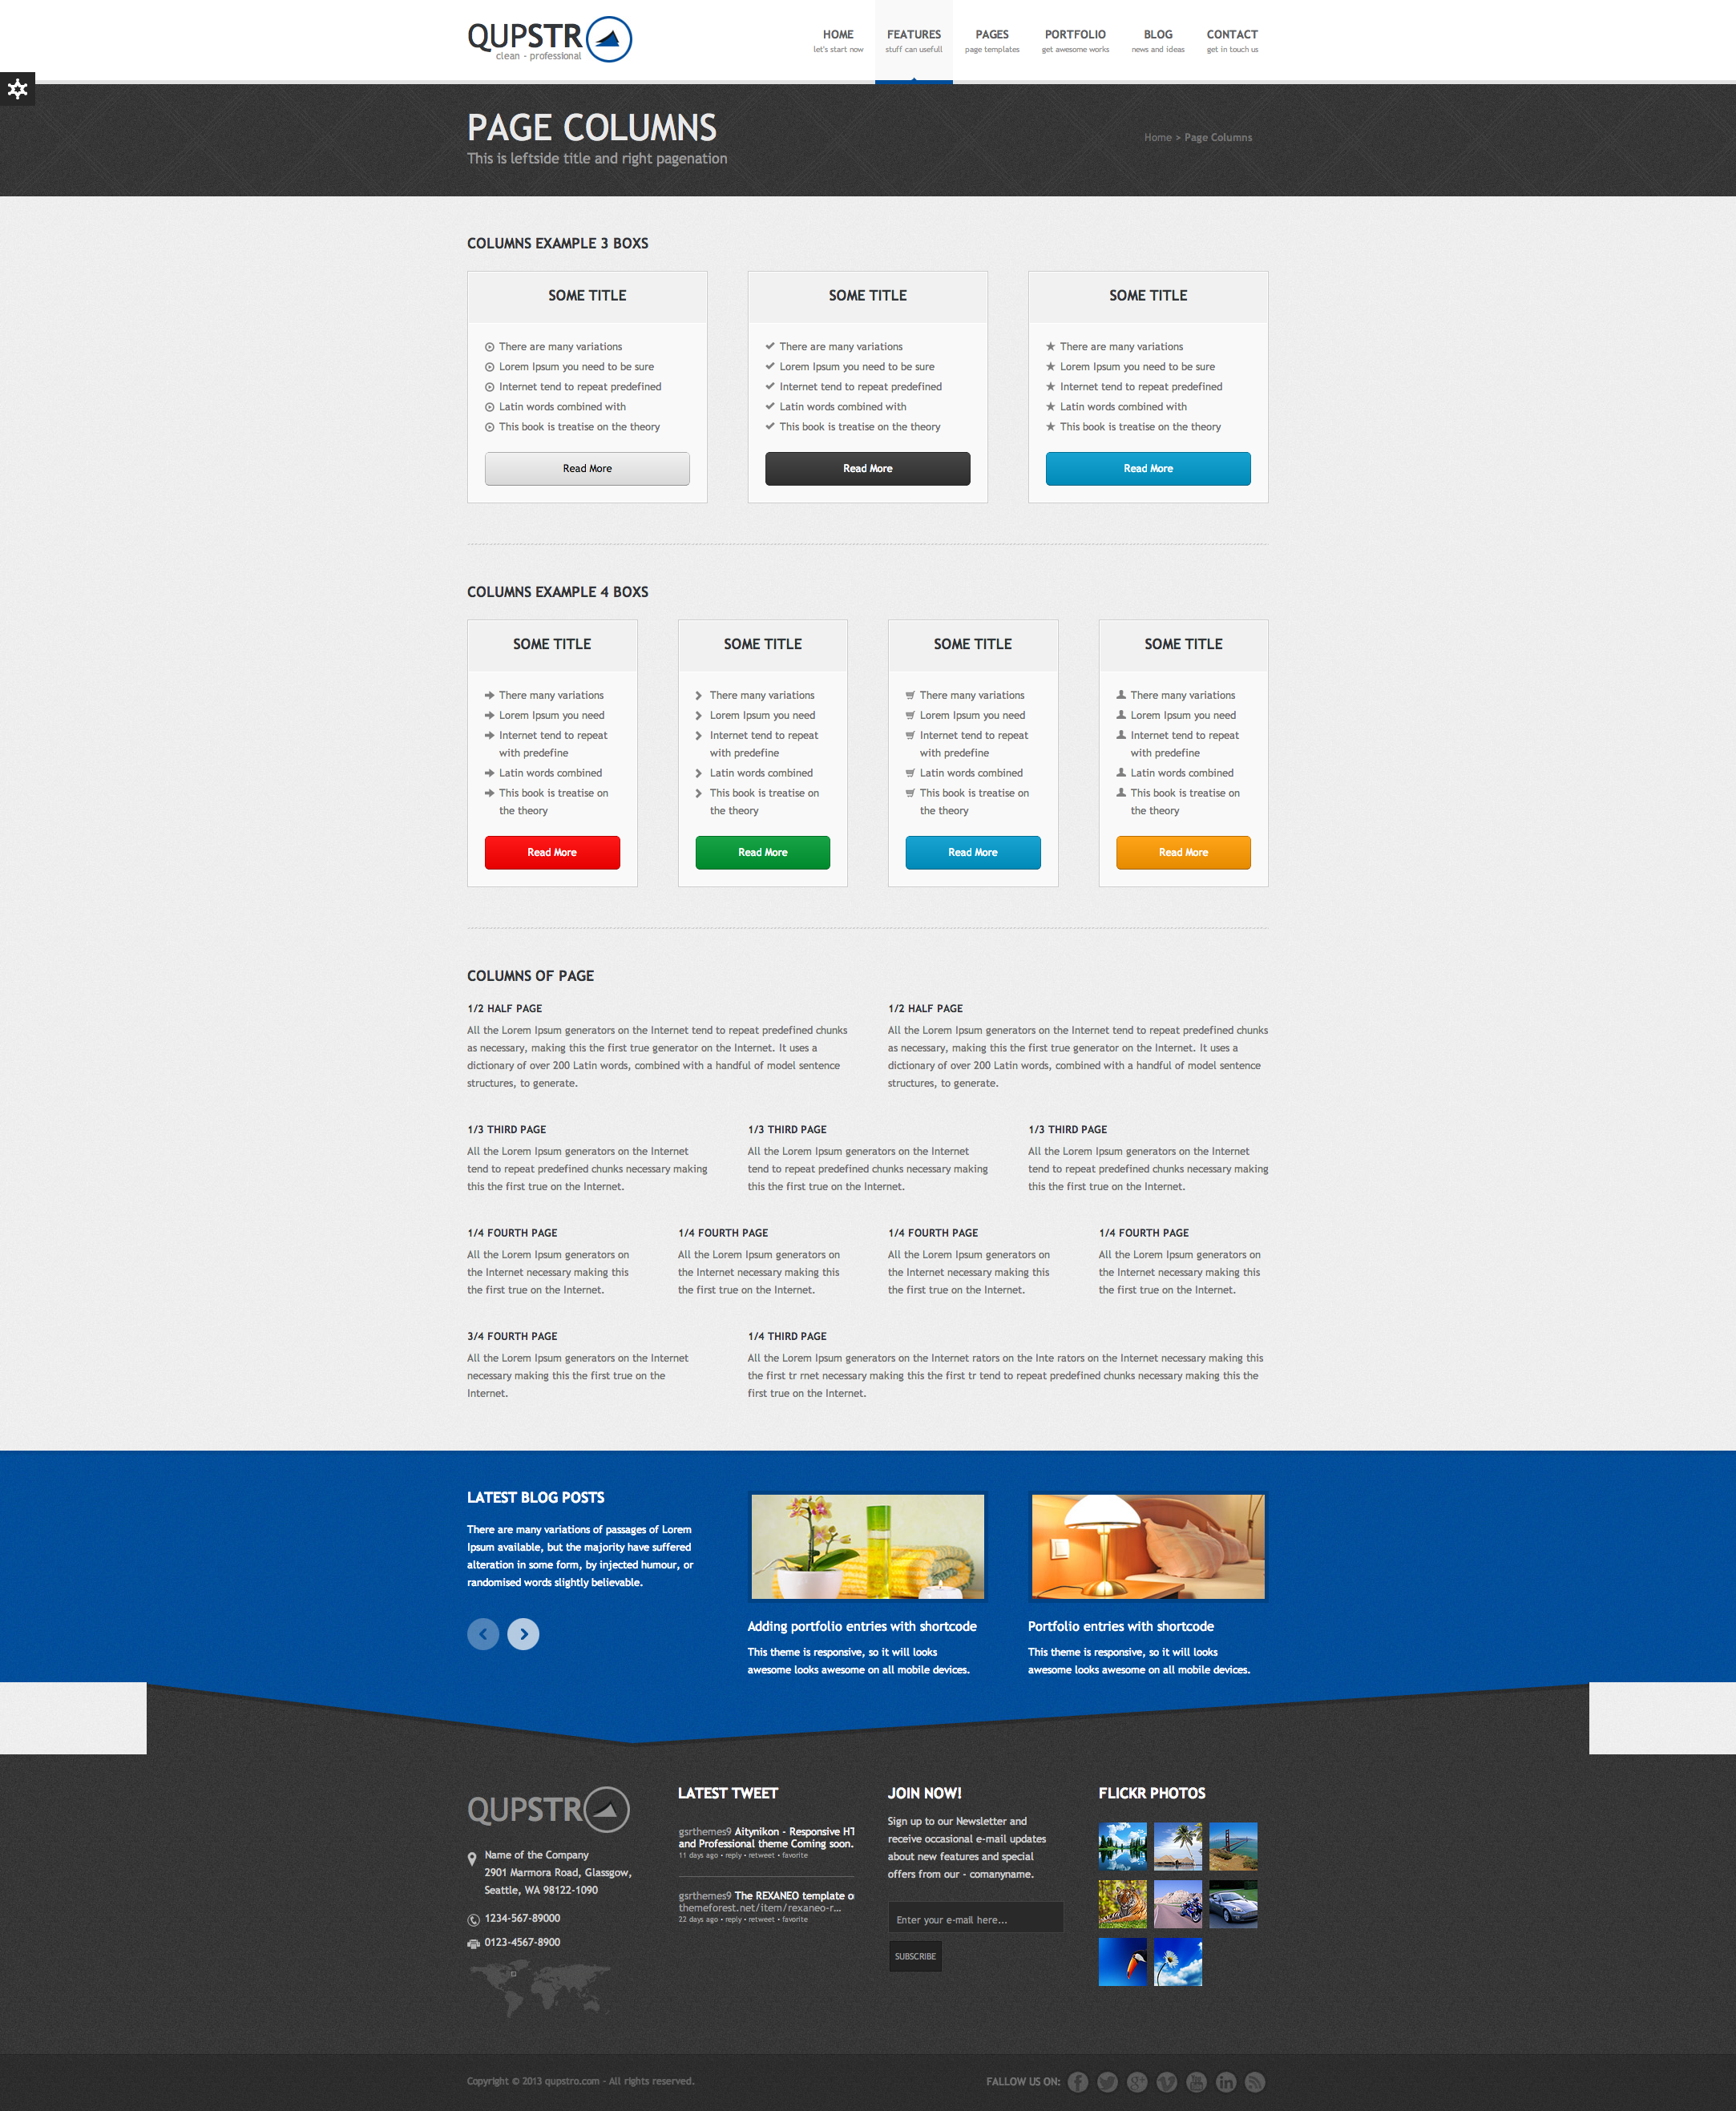 QUPSTR
clean - professional
HOME
let's start now
FEATURES
stuff can usefull
PAGES
page templates
PORTFOLIO
get awesome works
BLOG
news and ideas
CONTACT
get in touch us
PAGE COLUMNS
This is leftside title and right pagenation
Home > Page Columns
COLUMNS EXAMPLE 3 BOXS
SOME TITLE
There are many variations
Lorem Ipsum you need to be sure
Internet tend to repeat predefined
Latin words combined with
This book is treatise on the theory
Read More
SOME TITLE
There are many variations
Lorem Ipsum you need to be sure
Internet tend to repeat predefined
Latin words combined with
This book is treatise on the theory
Read More
SOME TITLE
There are many variations
Lorem Ipsum you need to be sure
Internet tend to repeat predefined
Latin words combined with
This book is treatise on the theory
Read More
COLUMNS EXAMPLE 4 BOXS
SOME TITLE
There many variations
Lorem Ipsum you need
Internet tend to repeat
with predefine
Latin words combined
This book is treatise on
the theory
Read More
SOME TITLE
There many variations
Lorem Ipsum you need
Internet tend to repeat
with predefine
Latin words combined
This book is treatise on
the theory
Read More
SOME TITLE
There many variations
Lorem Ipsum you need
Internet tend to repeat
with predefine
Latin words combined
This book is treatise on
the theory
Read More
SOME TITLE
There many variations
Lorem Ipsum you need
Internet tend to repeat
with predefine
Latin words combined
This book is treatise on
the theory
Read More
COLUMNS OF PAGE
1/2 HALF PAGE
All the Lorem Ipsum generators on the Internet tend to repeat predefined chunks
as necessary, making this the first true generator on the Internet. It uses a
dictionary of over 200 Latin words, combined with a handful of model sentence
structures, to generate.
1/2 HALF PAGE
All the Lorem Ipsum generators on the Internet tend to repeat predefined chunks
as necessary, making this the first true generator on the Internet. It uses a
dictionary of over 200 Latin words, combined with a handful of model sentence
structures, to generate.
1/3 THIRD PAGE
All the Lorem Ipsum generators on the Internet
tend to repeat predefined chunks necessary making
this the first true on the Internet.
1/3 THIRD PAGE
All the Lorem Ipsum generators on the Internet
tend to repeat predefined chunks necessary making
this the first true on the Internet.
1/3 THIRD PAGE
All the Lorem Ipsum generators on the Internet
tend to repeat predefined chunks necessary making
this the first true on the Internet.
1/4 FOURTH PAGE
All the Lorem Ipsum generators on
the Internet necessary making this
the first true on the Internet.
1/4 FOURTH PAGE
All the Lorem Ipsum generators on
the Internet necessary making this
the first true on the Internet.
1/4 FOURTH PAGE
All the Lorem Ipsum generators on
the Internet necessary making this
the first true on the Internet.
1/4 FOURTH PAGE
All the Lorem Ipsum generators on
the Internet necessary making this
the first true on the Internet.
3/4 FOURTH PAGE
All the Lorem Ipsum generators on the Internet
necessary making this the first true on the
Internet.
1/4 THIRD PAGE
All the Lorem Ipsum generators on the Internet rators on the Inte rators on the Internet necessary making this
the first tr rnet necessary making this the first tr tend to repeat predefined chunks necessary making this the
first true on the Internet.
LATEST BLOG POSTS
There are many variations of passages of Lorem
Ipsum available, but the majority have suffered
alteration in some form, by injected humour, or
randomised words slightly believable.
Adding portfolio entries with shortcode
This theme is responsive, so it will looks
awesome looks awesome on all mobile devices.
Portfolio entries with shortcode
This theme is responsive, so it will looks
awesome looks awesome on all mobile devices.
QUPSTR
Name of the Company
2901 Marmora Road, Glassgow,
Seattle, WA 98122-1090
1234-567-89000
0123-4567-8900
LATEST TWEET
gsrthemes9 Aitynikon - Responsive HT
and Professional theme Coming soon.
11 days ago • reply • retweet • favorite
gsrthemes9 The REXANEO template o
themeforest.net/item/rexaneo-r...
22 days ago • reply • retweet • favorite
JOIN NOW!
Sign up to our Newsletter and
receive occasional e-mail updates
about new features and special
offers from our - comanyname.
Enter your e-mail here...
SUBSCRIBE
FLICKR PHOTOS
Copyright © 2013 qupstro.com - All rights reserved.
FALLOW US ON: